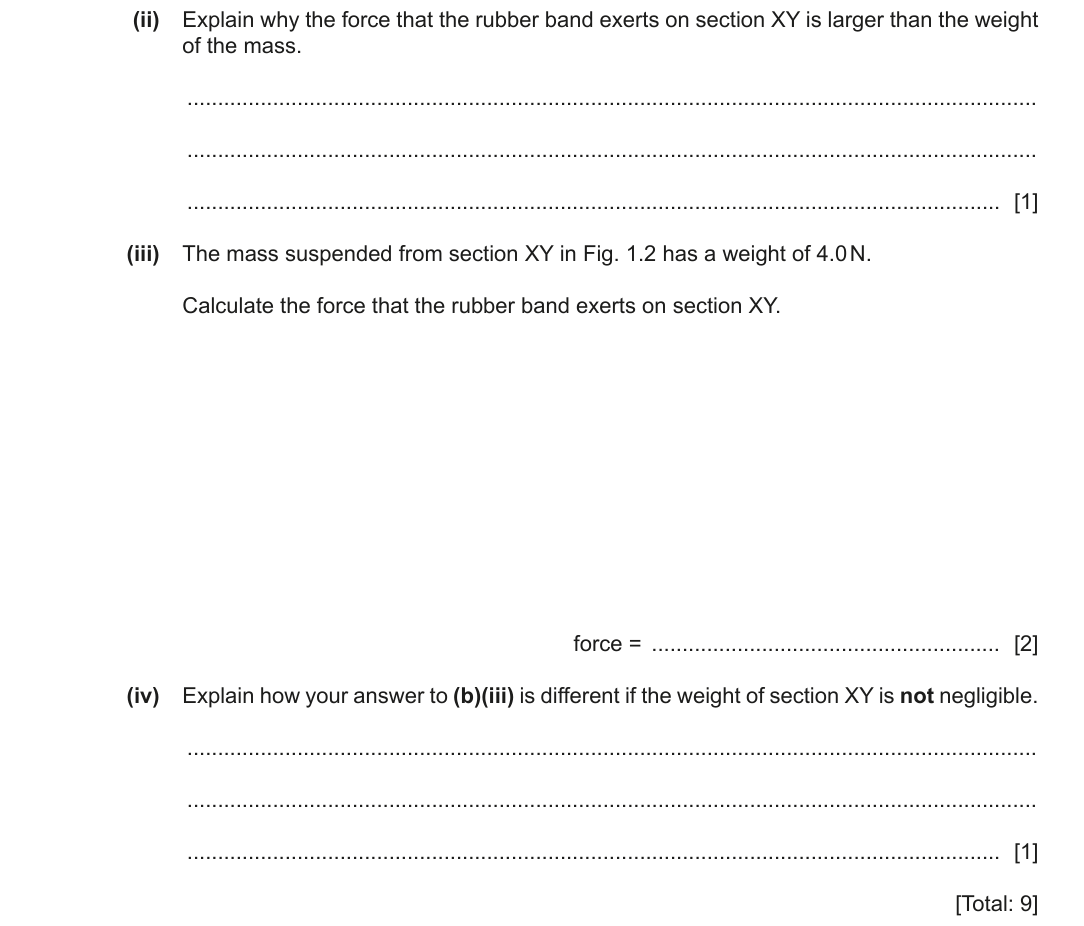 (ii) Explain why the force that the rubber band exerts on section XY is larger than the weight
of the mass.
..........................................................................................................................................
..........................................................................................................................................
.................................................................................................................................... [1]
(iii) The mass suspended from section XY in Fig. 1.2 has a weight of 4.0 N.
Calculate the force that the rubber band exerts on section XY.
force = ......................................................... [2]
(iv) Explain how your answer to (b)(iii) is different if the weight of section XY is not negligible.
..........................................................................................................................................
..........................................................................................................................................
.................................................................................................................................... [1]
[Total: 9]